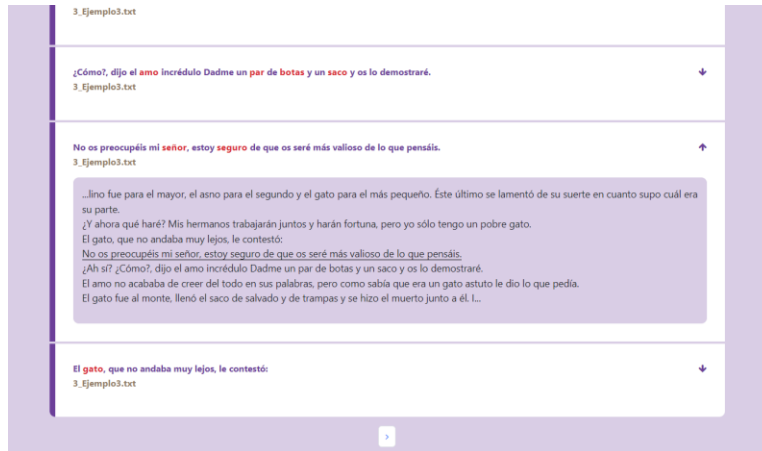 3_Ejemplo3.txt
¿Cómo?, dijo el amo incrédulo Dadme un par de botas y un saco y os lo demostraré.
3_Ejemplo3.txt
No os preocupéis mi señor, estoy seguro de que os seré más valioso de lo que pensáis.
3_Ejemplo3.txt
...lino fue para el mayor, el asno para el segundo y el gato para el más pequeño. Éste último se lamentó de su suerte en cuanto supo cuál era
su parte.
¿Y ahora qué haré? Mis hermanos trabajarán juntos y harán fortuna, pero yo sólo tengo un pobre gato.
El gato, que no andaba muy lejos, le contestó:
No os preocupéis mi señor, estoy seguro de que os seré más valioso de lo que pensáis.
¿Ah sí? ¿Cómo?, dijo el amo incrédulo Dadme un par de botas y un saco y os lo demostraré.
El amo no acababa de creer del todo en sus palabras, pero como sabía que era un gato astuto le dio lo que pedía.
El gato fue al monte, llenó el saco de salvado y de trampas y se hizo el muerto junto a él. I...
El gato, que no andaba muy lejos, le contestó:
3_Ejemplo3.txt